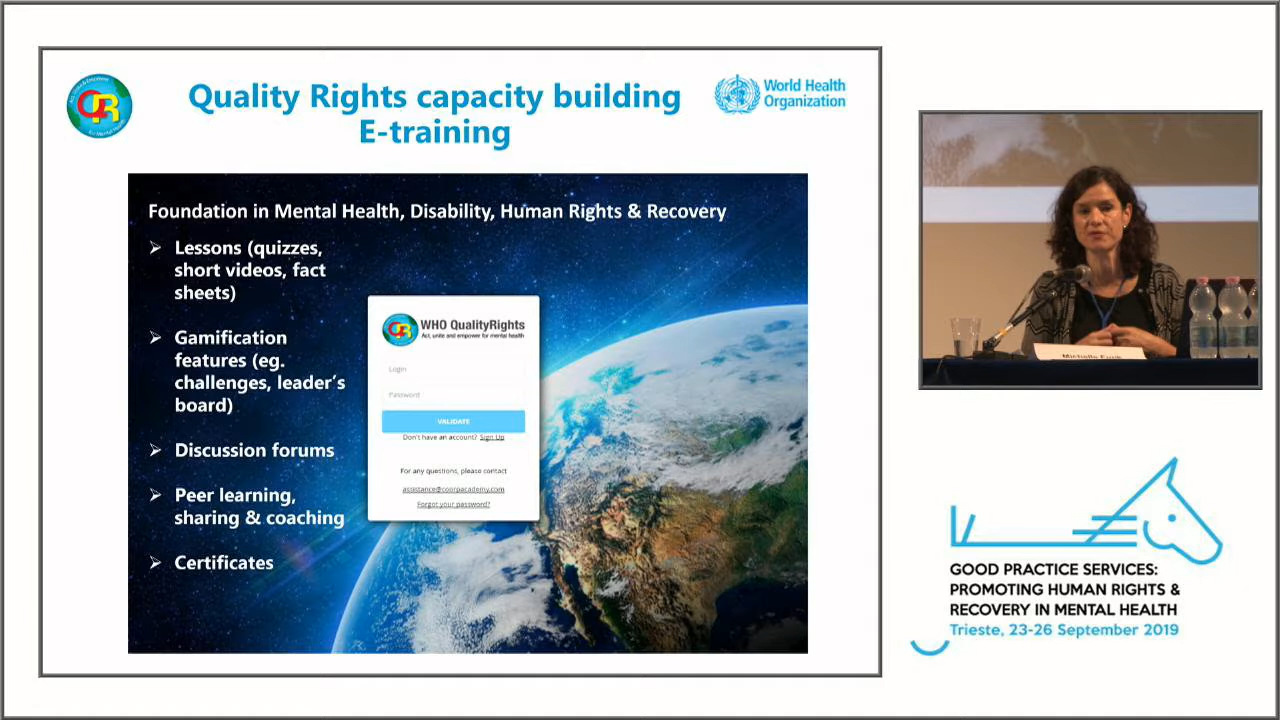 Quality Rights capacity building
E-training
World Health
Organization
QR
Foundation in Mental Health, Disability, Human Rights & Recovery
Lessons (quizzes,
short videos, fact
sheets)
Gamification
features (eg.
challenges, leader's
board)
Discussion forums
Peer learning,
sharing & coaching
Certificates
QR
WHO QualityRights
Act, unite and empower for mental health
Login
Password
VALIDATE
Don't have an account? Sign Up
For any questions, please contact
assistance@coorpacademy.com
Forgot your password?
Michelle
GOOD PRACTICE SERVICES:
PROMOTING HUMAN RIGHTS &
RECOVERY IN MENTAL HEALTH
Trieste, 23-26 September 2019